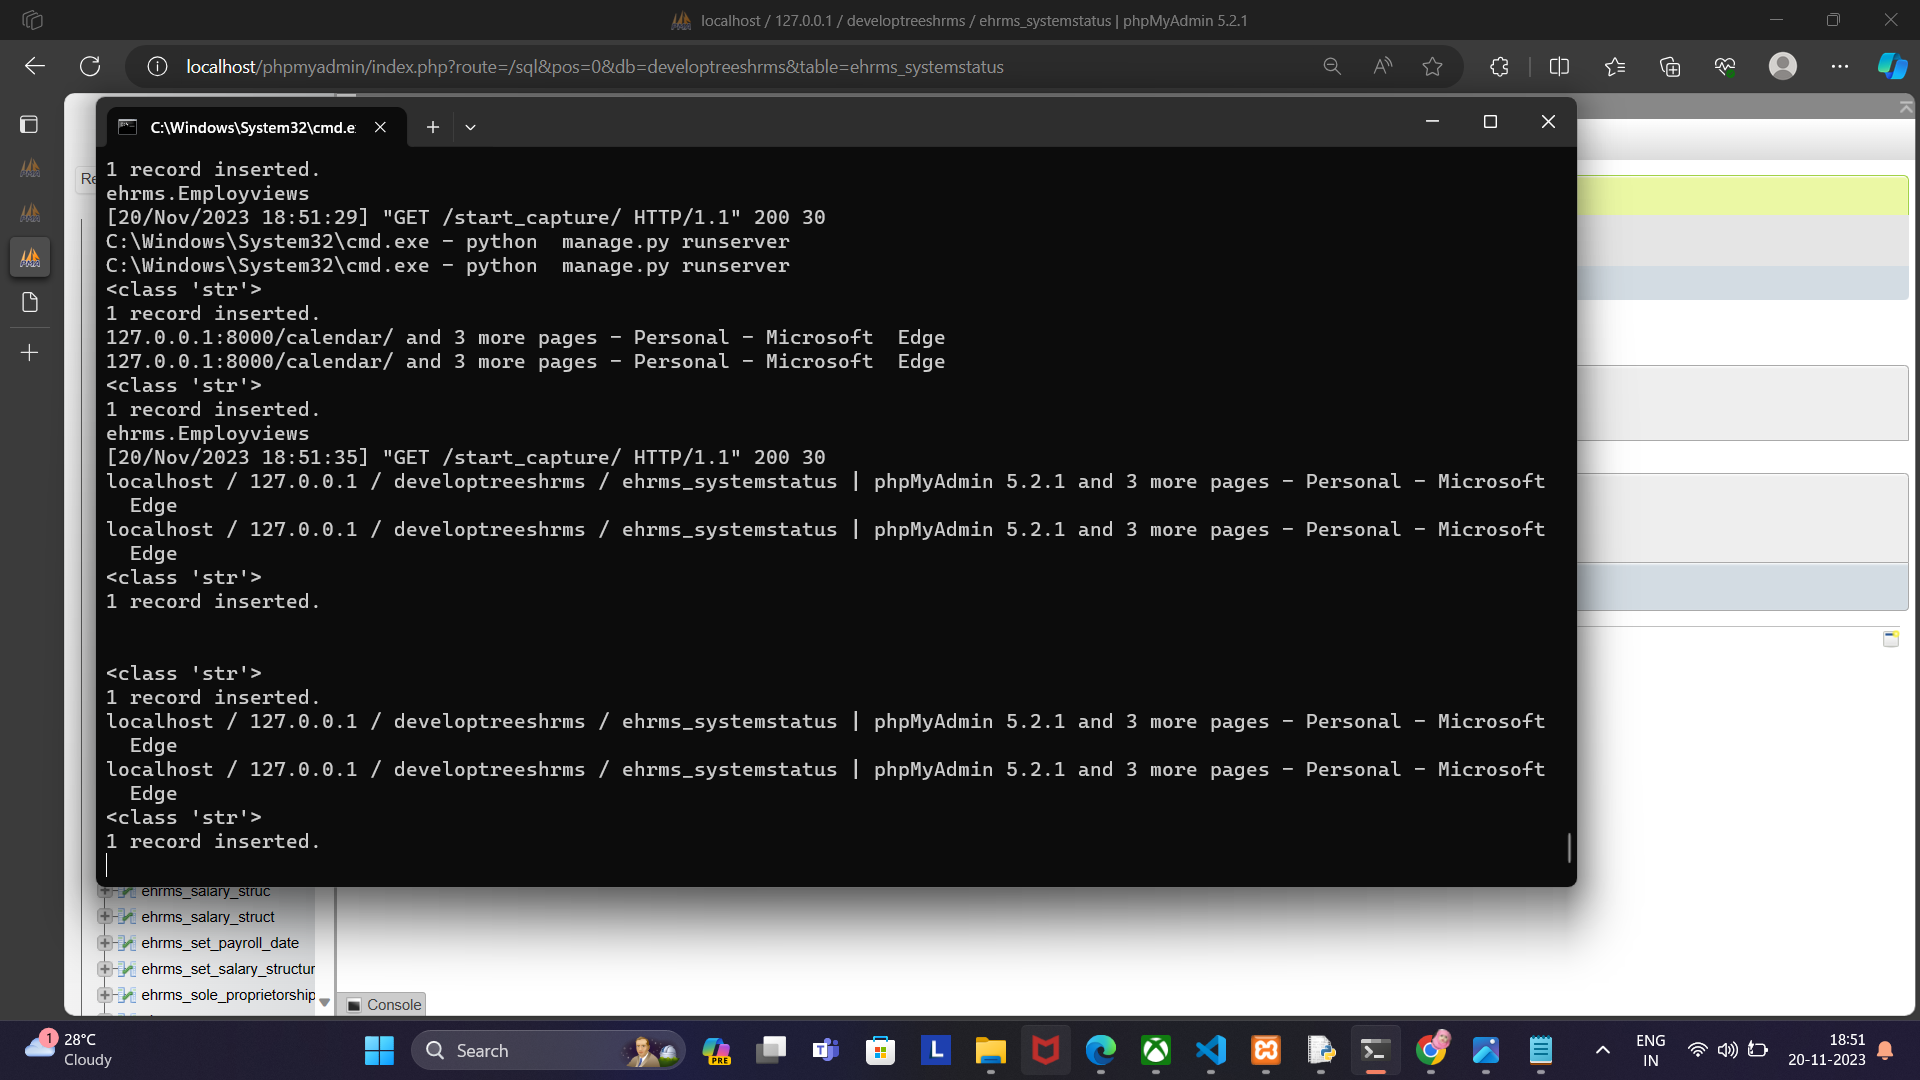 localhost / 127.0.0.1 / developtreeshrms / ehrms_systemstatus | phpMyAdmin 5.2.1
localhost/phpmyadmin/index.php?route=/sql&pos=0&db=developtreeshrms&table=ehrms_systemstatus
C:\Windows\System32\cmd.e
Re
1 record inserted.
ehrms.Employviews
[20/Nov/2023 18:51:29] "GET /start_capture/ HTTP/1.1" 200 30
C:\Windows\System32\cmd.exe - python  manage.py runserver
C:\Windows\System32\cmd.exe - python  manage.py runserver
<class 'str'>
1 record inserted.
127.0.0.1:8000/calendar/ and 3 more pages - Personal - Microsoft  Edge
127.0.0.1:8000/calendar/ and 3 more pages - Personal - Microsoft  Edge
<class 'str'>
1 record inserted.
ehrms.Employviews
[20/Nov/2023 18:51:35] "GET /start_capture/ HTTP/1.1" 200 30
localhost / 127.0.0.1 / developtreeshrms / ehrms_systemstatus | phpMyAdmin 5.2.1 and 3 more pages - Personal - Microsoft
Edge
localhost / 127.0.0.1 / developtreeshrms / ehrms_systemstatus | phpMyAdmin 5.2.1 and 3 more pages - Personal - Microsoft
Edge
<class 'str'>
1 record inserted.
<class 'str'>
1 record inserted.
localhost / 127.0.0.1 / developtreeshrms / ehrms_systemstatus | phpMyAdmin 5.2.1 and 3 more pages - Personal - Microsoft
Edge
localhost / 127.0.0.1 / developtreeshrms / ehrms_systemstatus | phpMyAdmin 5.2.1 and 3 more pages - Personal - Microsoft
Edge
<class 'str'>
1 record inserted.
ehrms_salary_struc
ehrms_salary_struct
ehrms_set_payroll_date
ehrms_set_salary_structur
ehrms_sole_proprietorship
Console
1
28°C
Cloudy
Search
PRE
L
ENG
IN
18:51
20-11-2023